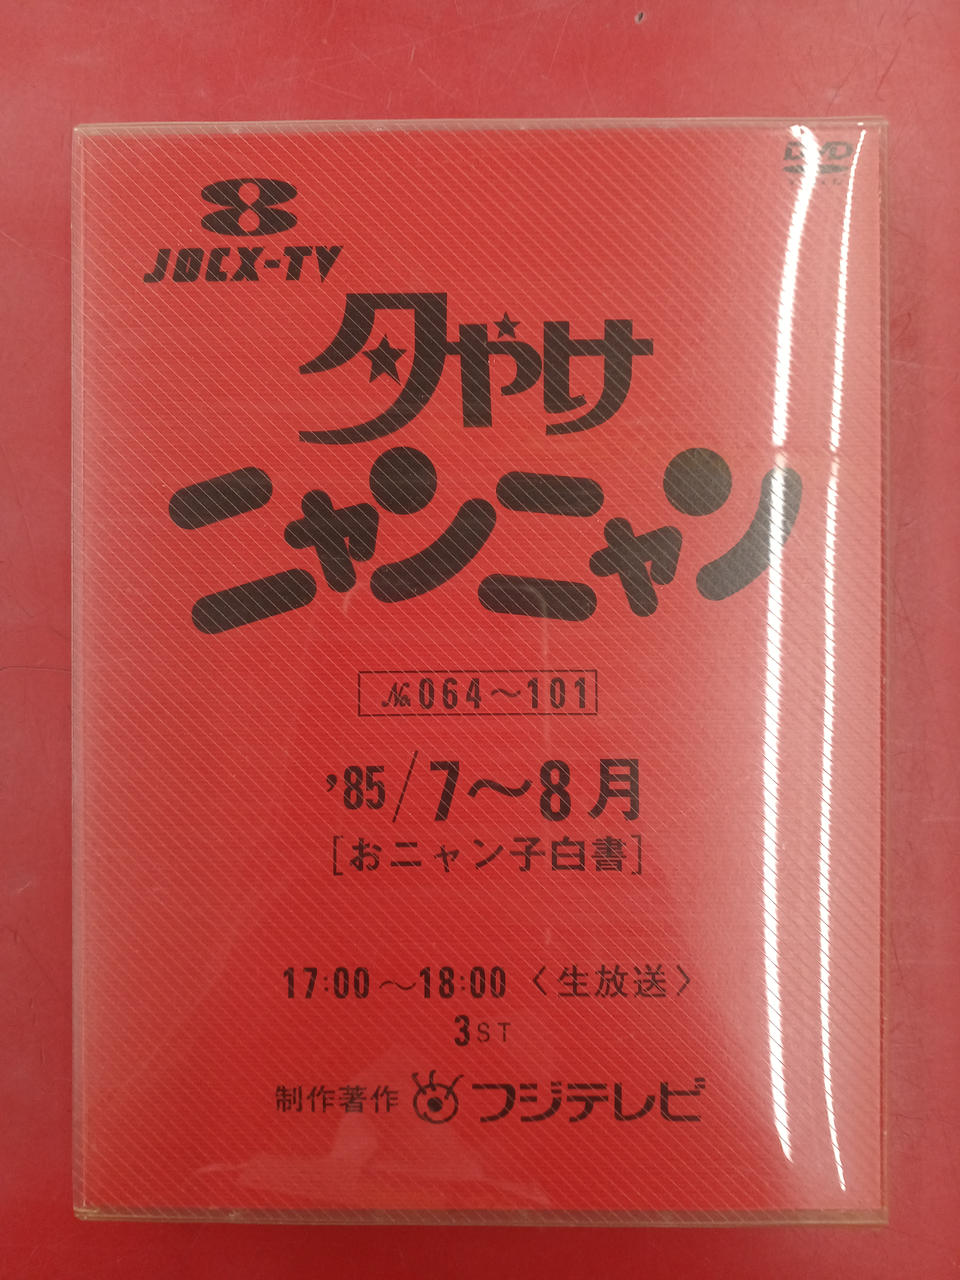 8
JOCX-TV
DVD
夕やけ
ニャンニャン
No.064～101
'85/7～8月
[おニャン子白書]
17:00～18:00〈生放送〉
3ST
制作著作 フジテレビ